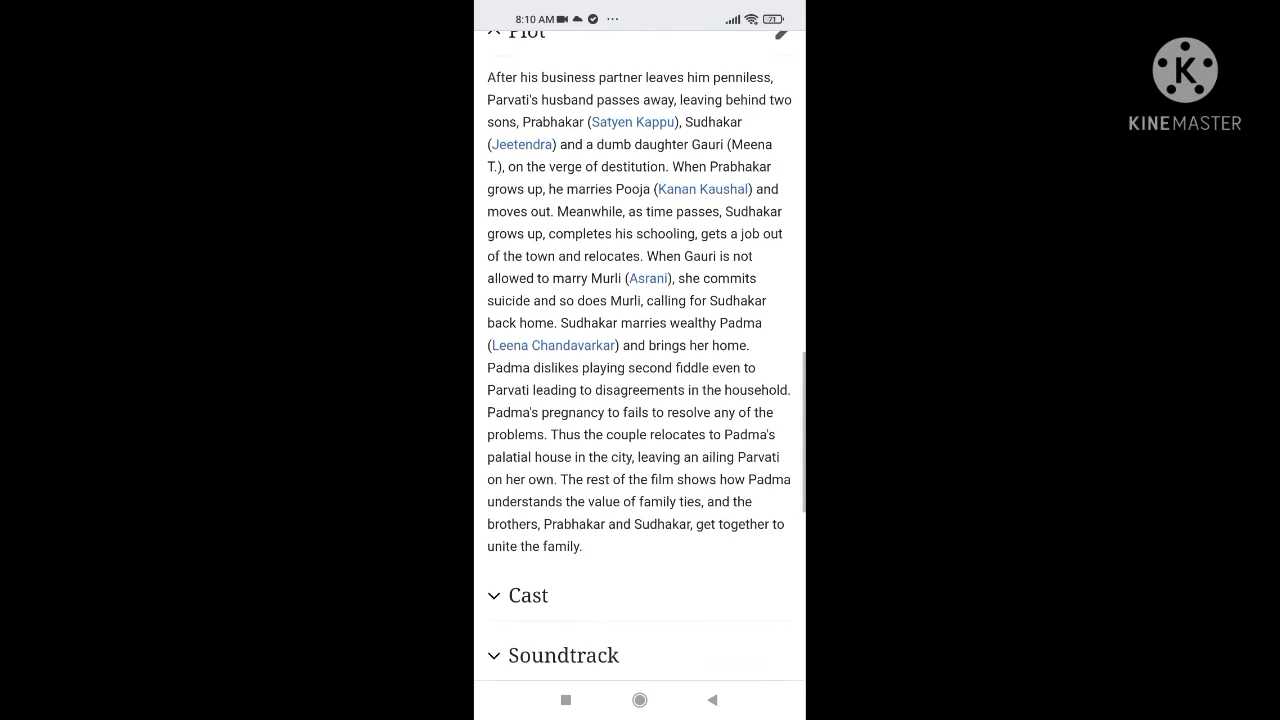 8:10 AM
71
Plot
After his business partner leaves him penniless,
Parvati's husband passes away, leaving behind two
sons, Prabhakar (Satyen Kappu), Sudhakar
(Jeetendra) and a dumb daughter Gauri (Meena
T.), on the verge of destitution. When Prabhakar
grows up, he marries Pooja (Kanan Kaushal) and
moves out. Meanwhile, as time passes, Sudhakar
grows up, completes his schooling, gets a job out
of the town and relocates. When Gauri is not
allowed to marry Murli (Asrani), she commits
suicide and so does Murli, calling for Sudhakar
back home. Sudhakar marries wealthy Padma
(Leena Chandavarkar) and brings her home.
Padma dislikes playing second fiddle even to
Parvati leading to disagreements in the household.
Padma's pregnancy to fails to resolve any of the
problems. Thus the couple relocates to Padma's
palatial house in the city, leaving an ailing Parvati
on her own. The rest of the film shows how Padma
understands the value of family ties, and the
brothers, Prabhakar and Sudhakar, get together to
unite the family.
Cast
Soundtrack
K
KINEMASTER